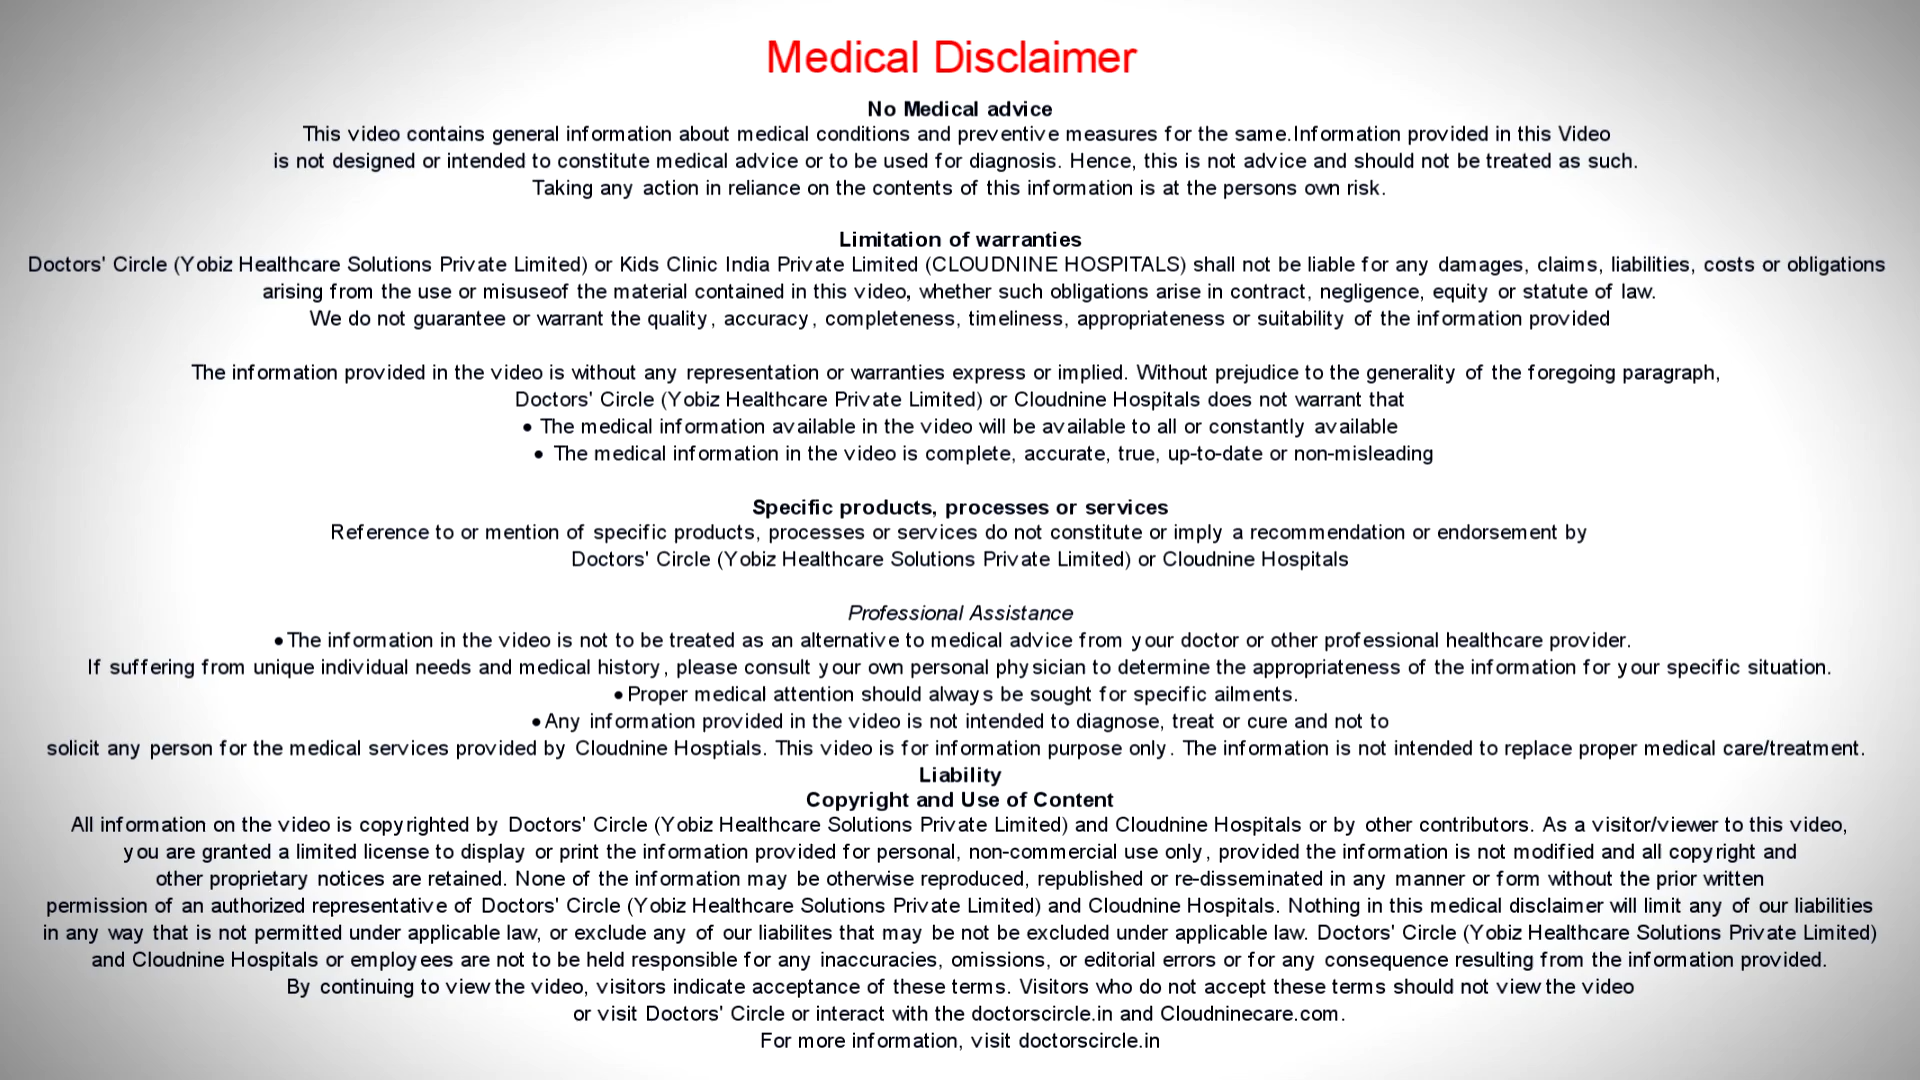 Medical Disclaimer
No Medical advice
This video contains general information about medical conditions and preventive measures for the same.Information provided in this Video
is not designed or intended to constitute medical advice or to be used for diagnosis. Hence, this is not advice and should not be treated as such.
Taking any action in reliance on the contents of this information is at the persons own risk.
Limitation of warranties
Doctors' Circle (Yobiz Healthcare Solutions Private Limited) or Kids Clinic India Private Limited (CLOUDNINE HOSPITALS) shall not be liable for any damages, claims, liabilities, costs or obligations
arising from the use or misuseof the material contained in this video, whether such obligations arise in contract, negligence, equity or statute of law.
We do not guarantee or warrant the quality, accuracy, completeness, timeliness, appropriateness or suitability of the information provided
The information provided in the video is without any representation or warranties express or implied. Without prejudice to the generality of the foregoing paragraph,
Doctors' Circle (Yobiz Healthcare Private Limited) or Cloudnine Hospitals does not warrant that
• The medical information available in the video will be available to all or constantly available
• The medical information in the video is complete, accurate, true, up-to-date or non-misleading
Specific products, processes or services
Reference to or mention of specific products, processes or services do not constitute or imply a recommendation or endorsement by
Doctors' Circle (Yobiz Healthcare Solutions Private Limited) or Cloudnine Hospitals
Professional Assistance
•The information in the video is not to be treated as an alternative to medical advice from your doctor or other professional healthcare provider.
If suffering from unique individual needs and medical history, please consult your own personal physician to determine the appropriateness of the information for your specific situation.
•Proper medical attention should always be sought for specific ailments.
•Any information provided in the video is not intended to diagnose, treat or cure and not to
solicit any person for the medical services provided by Cloudnine Hosptials. This video is for information purpose only. The information is not intended to replace proper medical care/treatment.
Liability
Copyright and Use of Content
All information on the video is copyrighted by Doctors' Circle (Yobiz Healthcare Solutions Private Limited) and Cloudnine Hospitals or by other contributors. As a visitor/viewer to this video,
you are granted a limited license to display or print the information provided for personal, non-commercial use only, provided the information is not modified and all copyright and
other proprietary notices are retained. None of the information may be otherwise reproduced, republished or re-disseminated in any manner or form without the prior written
permission of an authorized representative of Doctors' Circle (Yobiz Healthcare Solutions Private Limited) and Cloudnine Hospitals. Nothing in this medical disclaimer will limit any of our liabilities
in any way that is not permitted under applicable law, or exclude any of our liabilites that may be not be excluded under applicable law. Doctors' Circle (Yobiz Healthcare Solutions Private Limited)
and Cloudnine Hospitals or employees are not to be held responsible for any inaccuracies, omissions, or editorial errors or for any consequence resulting from the information provided.
By continuing to view the video, visitors indicate acceptance of these terms. Visitors who do not accept these terms should not view the video
or visit Doctors' Circle or interact with the doctorscircle.in and Cloudninecare.com.
For more information, visit doctorscircle.in